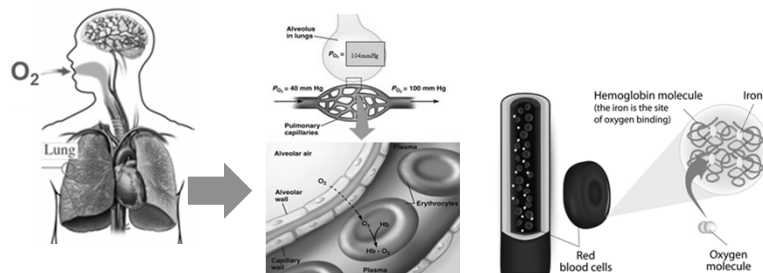 O2
Lung
Alveolus
in lungs
PO2 =
104mmHg
PO2 = 40 mm Hg
PO2 = 100 mm Hg
Pulmonary
capillaries
Alveolar air
Plasma
O2
Alveolar
wall
Erythrocytes
O2
Hb
Hb • O2
Capillary
wall
Plasma
Hemoglobin molecule
(the iron is the site
of oxygen binding)
Iron
Red
blood cells
Oxygen
molecule